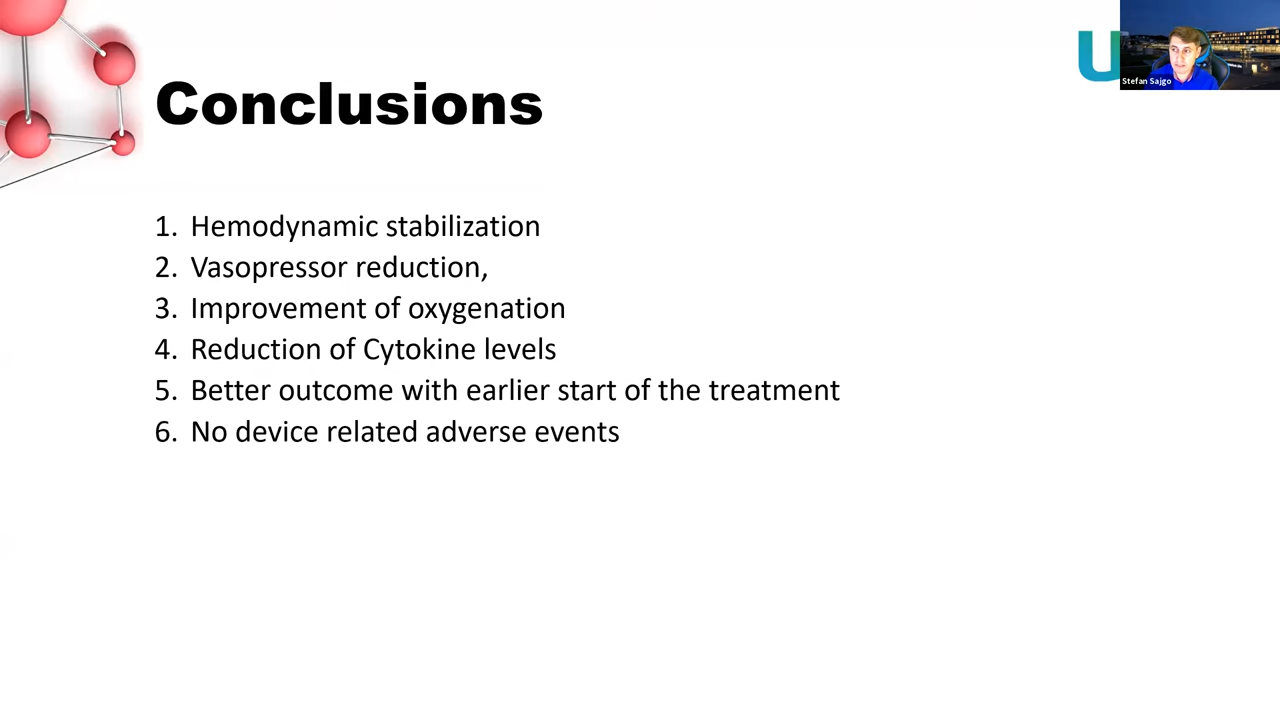 U
Stefan Sajgo
Conclusions
1. Hemodynamic stabilization
2. Vasopressor reduction,
3. Improvement of oxygenation
4. Reduction of Cytokine levels
5. Better outcome with earlier start of the treatment
6. No device related adverse events